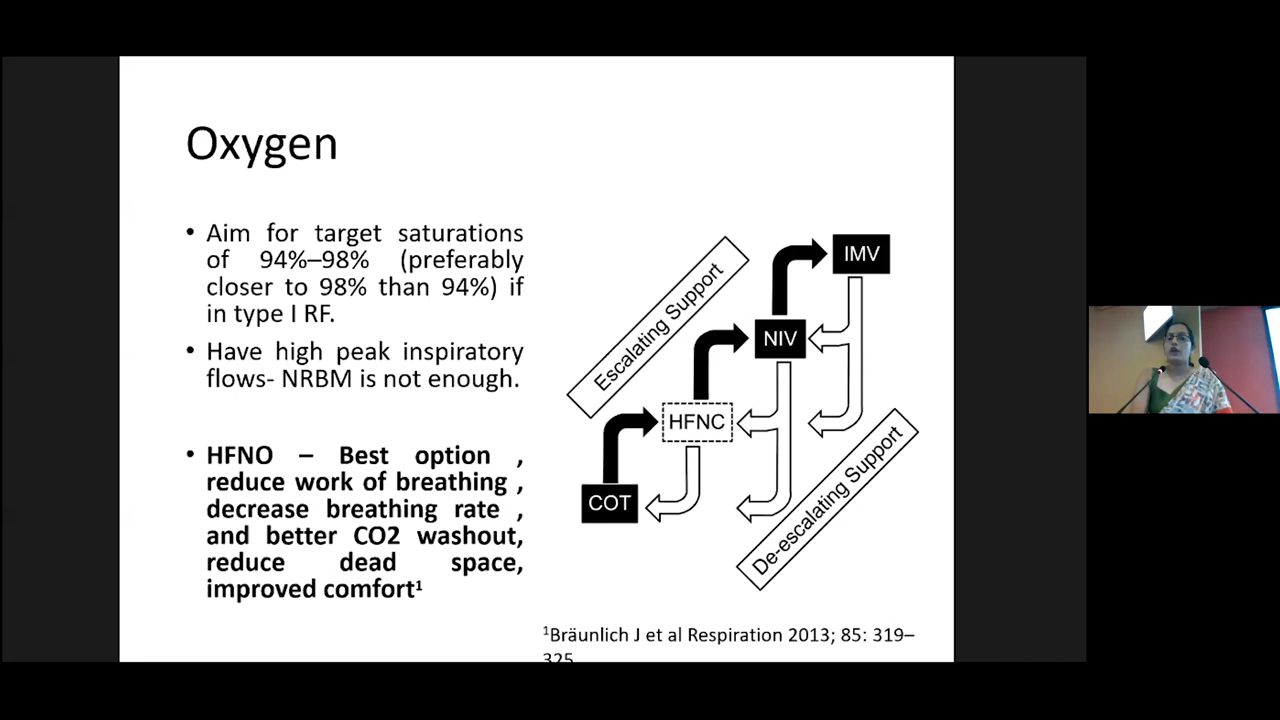 Oxygen
• Aim for target saturations
of 94%–98% (preferably
closer to 98% than 94%) if
in type I RF.
• Have high peak inspiratory
flows- NRBM is not enough.
• HFNO – Best option ,
reduce work of breathing ,
decrease breathing rate ,
and better CO2 washout,
reduce dead space,
improved comfort¹
Escalating Support
IMV
NIV
HFNC
COT
De-escalating Support
¹Bräunlich J et al Respiration 2013; 85: 319–
325